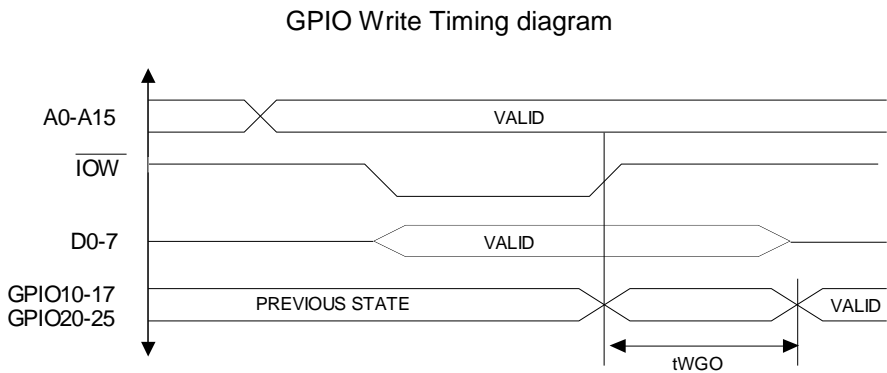 GPIO Write Timing diagram
A0-A15
VALID
IOW
D0-7
VALID
GPIO10-17
GPIO20-25
PREVIOUS STATE
VALID
tWGO